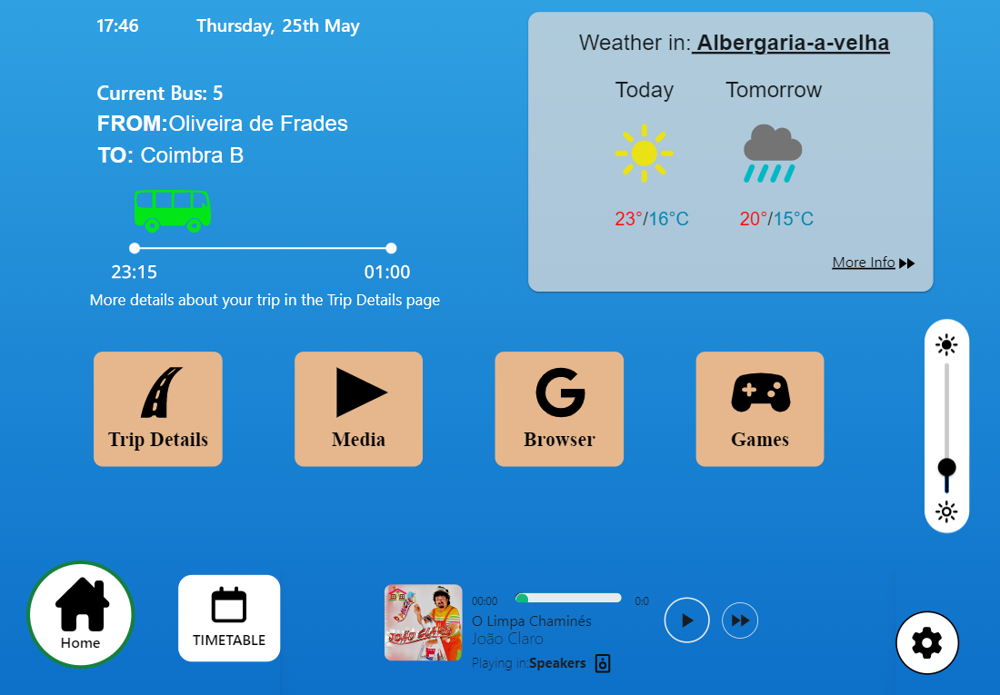 17:46 Thursday, 25th May
Current Bus: 5
FROM:Oliveira de Frades
TO: Coimbra B
23:15 01:00
More details about your trip in the Trip Details page
Weather in: Albergaria-a-velha
Today Tomorrow
23°/16°C 20°/15°C
More Info
Trip Details
Media
Browser
Games
Home
TIMETABLE
JOÃO CLARO
00:00 0:0
O Limpa Chaminés
João Claro
Playing in:Speakers